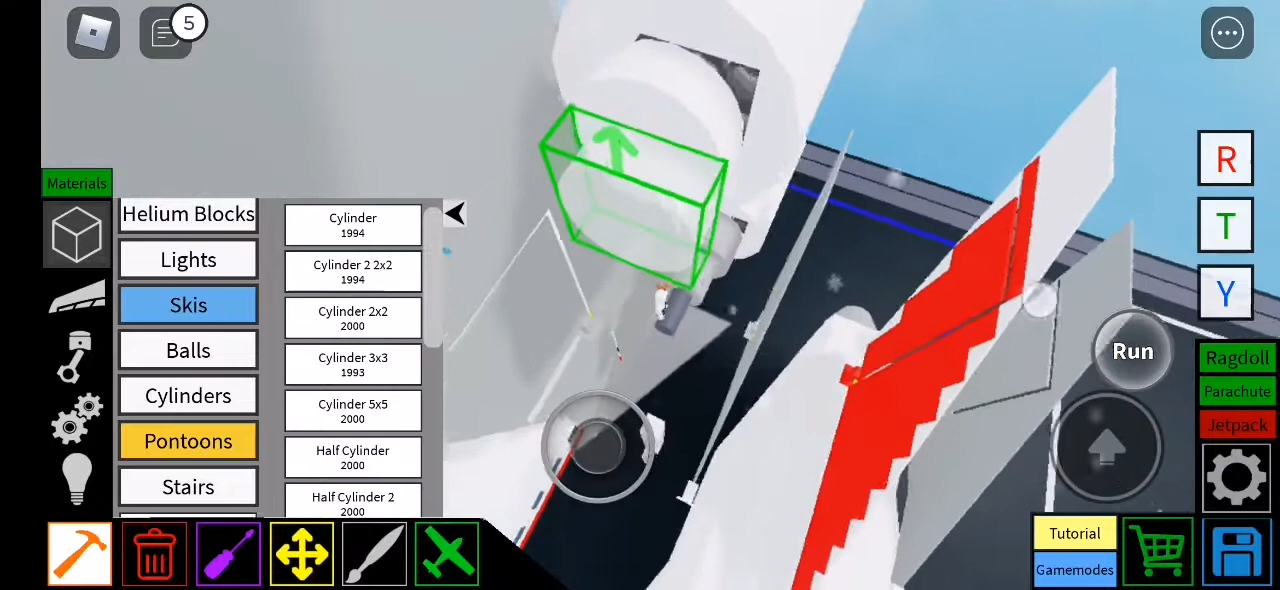 5
Materials
Helium Blocks
Lights
Skis
Balls
Cylinders
Pontoons
Stairs
Cylinder
1994
Cylinder 2 2x2
1994
Cylinder 2x2
2000
Cylinder 3x3
1993
Cylinder 5x5
2000
Half Cylinder
2000
Half Cylinder 2
2000
R
T
Y
Run
Ragdoll
Parachute
Jetpack
Tutorial
Gamemodes